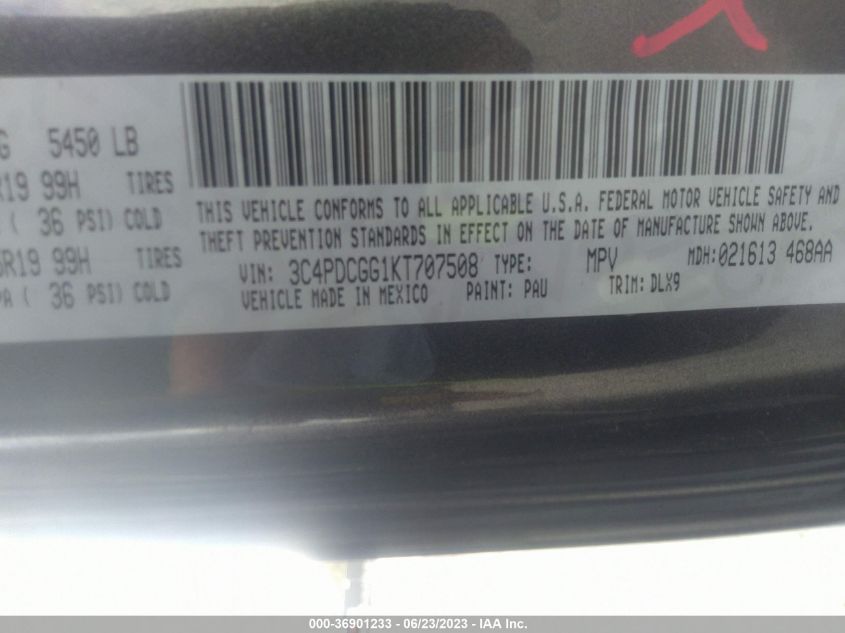 G 5450 LB
R19 99H TIRES
( 36 PSI) COLD
5R19 99H TIRES
PA ( 36 PSI) COLD
THIS VEHICLE CONFORMS TO ALL APPLICABLE U.S.A. FEDERAL MOTOR VEHICLE SAFETY AND
THEFT PREVENTION STANDARDS IN EFFECT ON THE DATE OF MANUFACTURE SHOWN ABOVE.
VIN: 3C4PDCGG1KT707508 TYPE: MPV MDH:021613 468AA
VEHICLE MADE IN MEXICO PAINT: PAU TRIM: DLX9
000-36901233 - 06/23/2023 - IAA Inc.